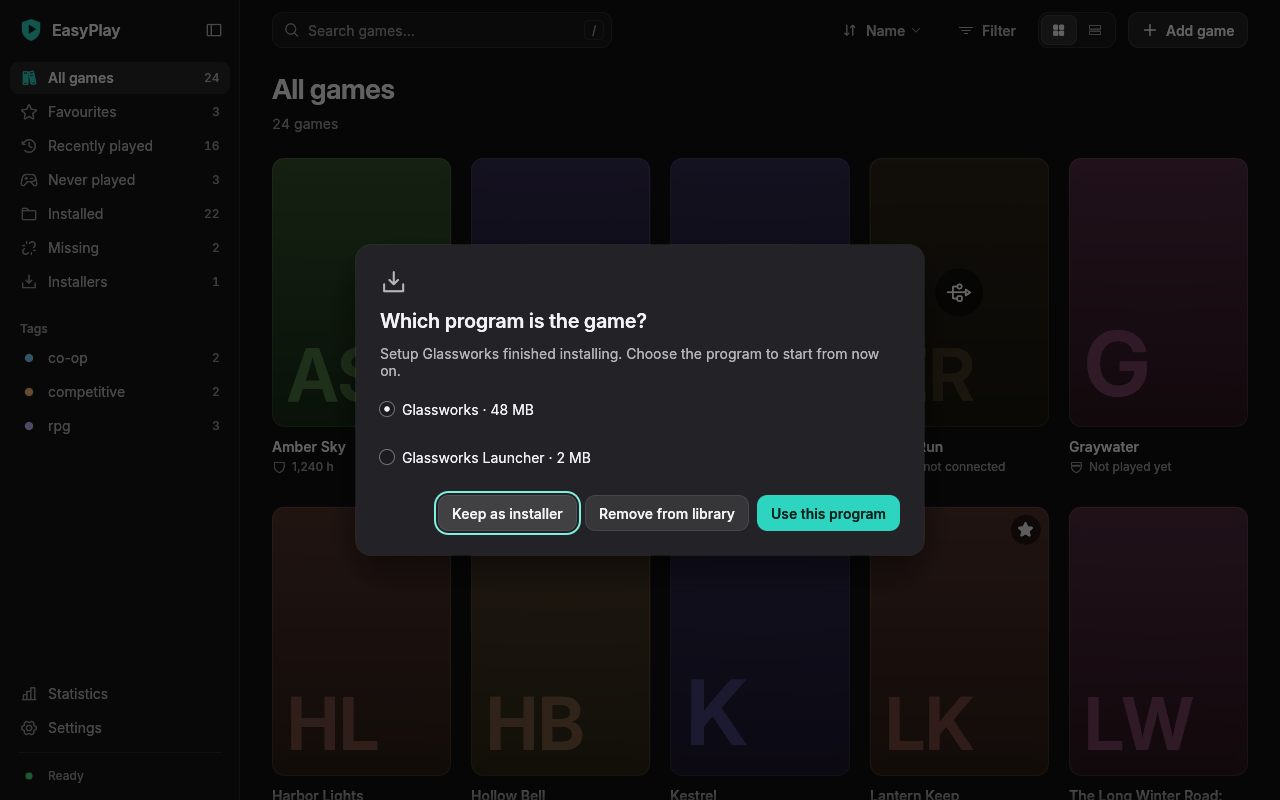 EasyPlay
Search games...
/
Name
Filter
Add game
All games 24
Favourites 3
Recently played 16
Never played 3
Installed 22
Missing 2
Installers 1
Tags
co-op 2
competitive 2
rpg 3
Statistics
Settings
Ready
All games
24 games
AS
R
G
Amber Sky
1,240 h
not connected
Graywater
Not played yet
Which program is the game?
Setup Glassworks finished installing. Choose the program to start from now
on.
Glassworks · 48 MB
Glassworks Launcher · 2 MB
Keep as installer
Remove from library
Use this program
HL
HB
K
LK
LW
Harbor Lights
Hollow Bell
Kestrel
Lantern Keep
The Long Winter Road: